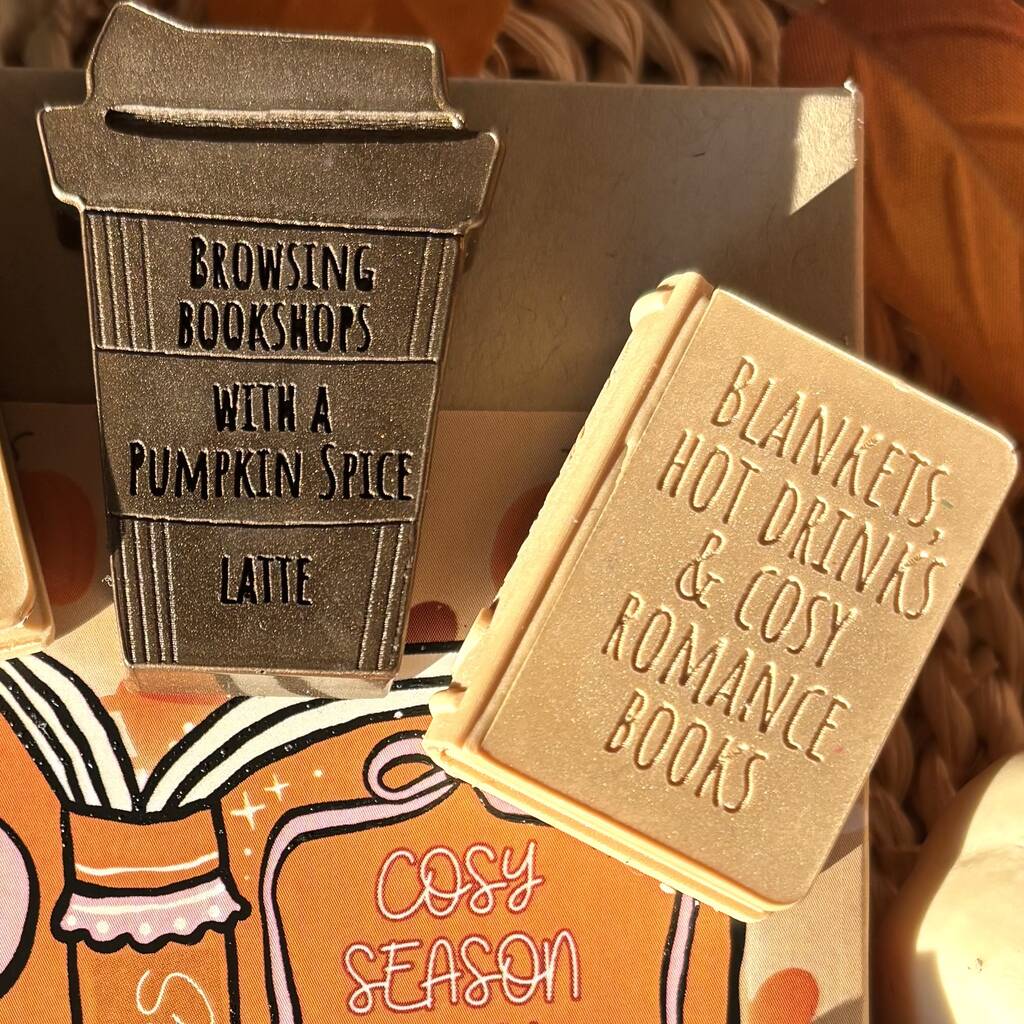 BROWSING
BOOKSHOPS
WITH A
PUMPKIN SPICE
LATTE
BLANKETS,
HOT DRINKS
& COSY
ROMANCE
BOOKS
COSY
SEASON